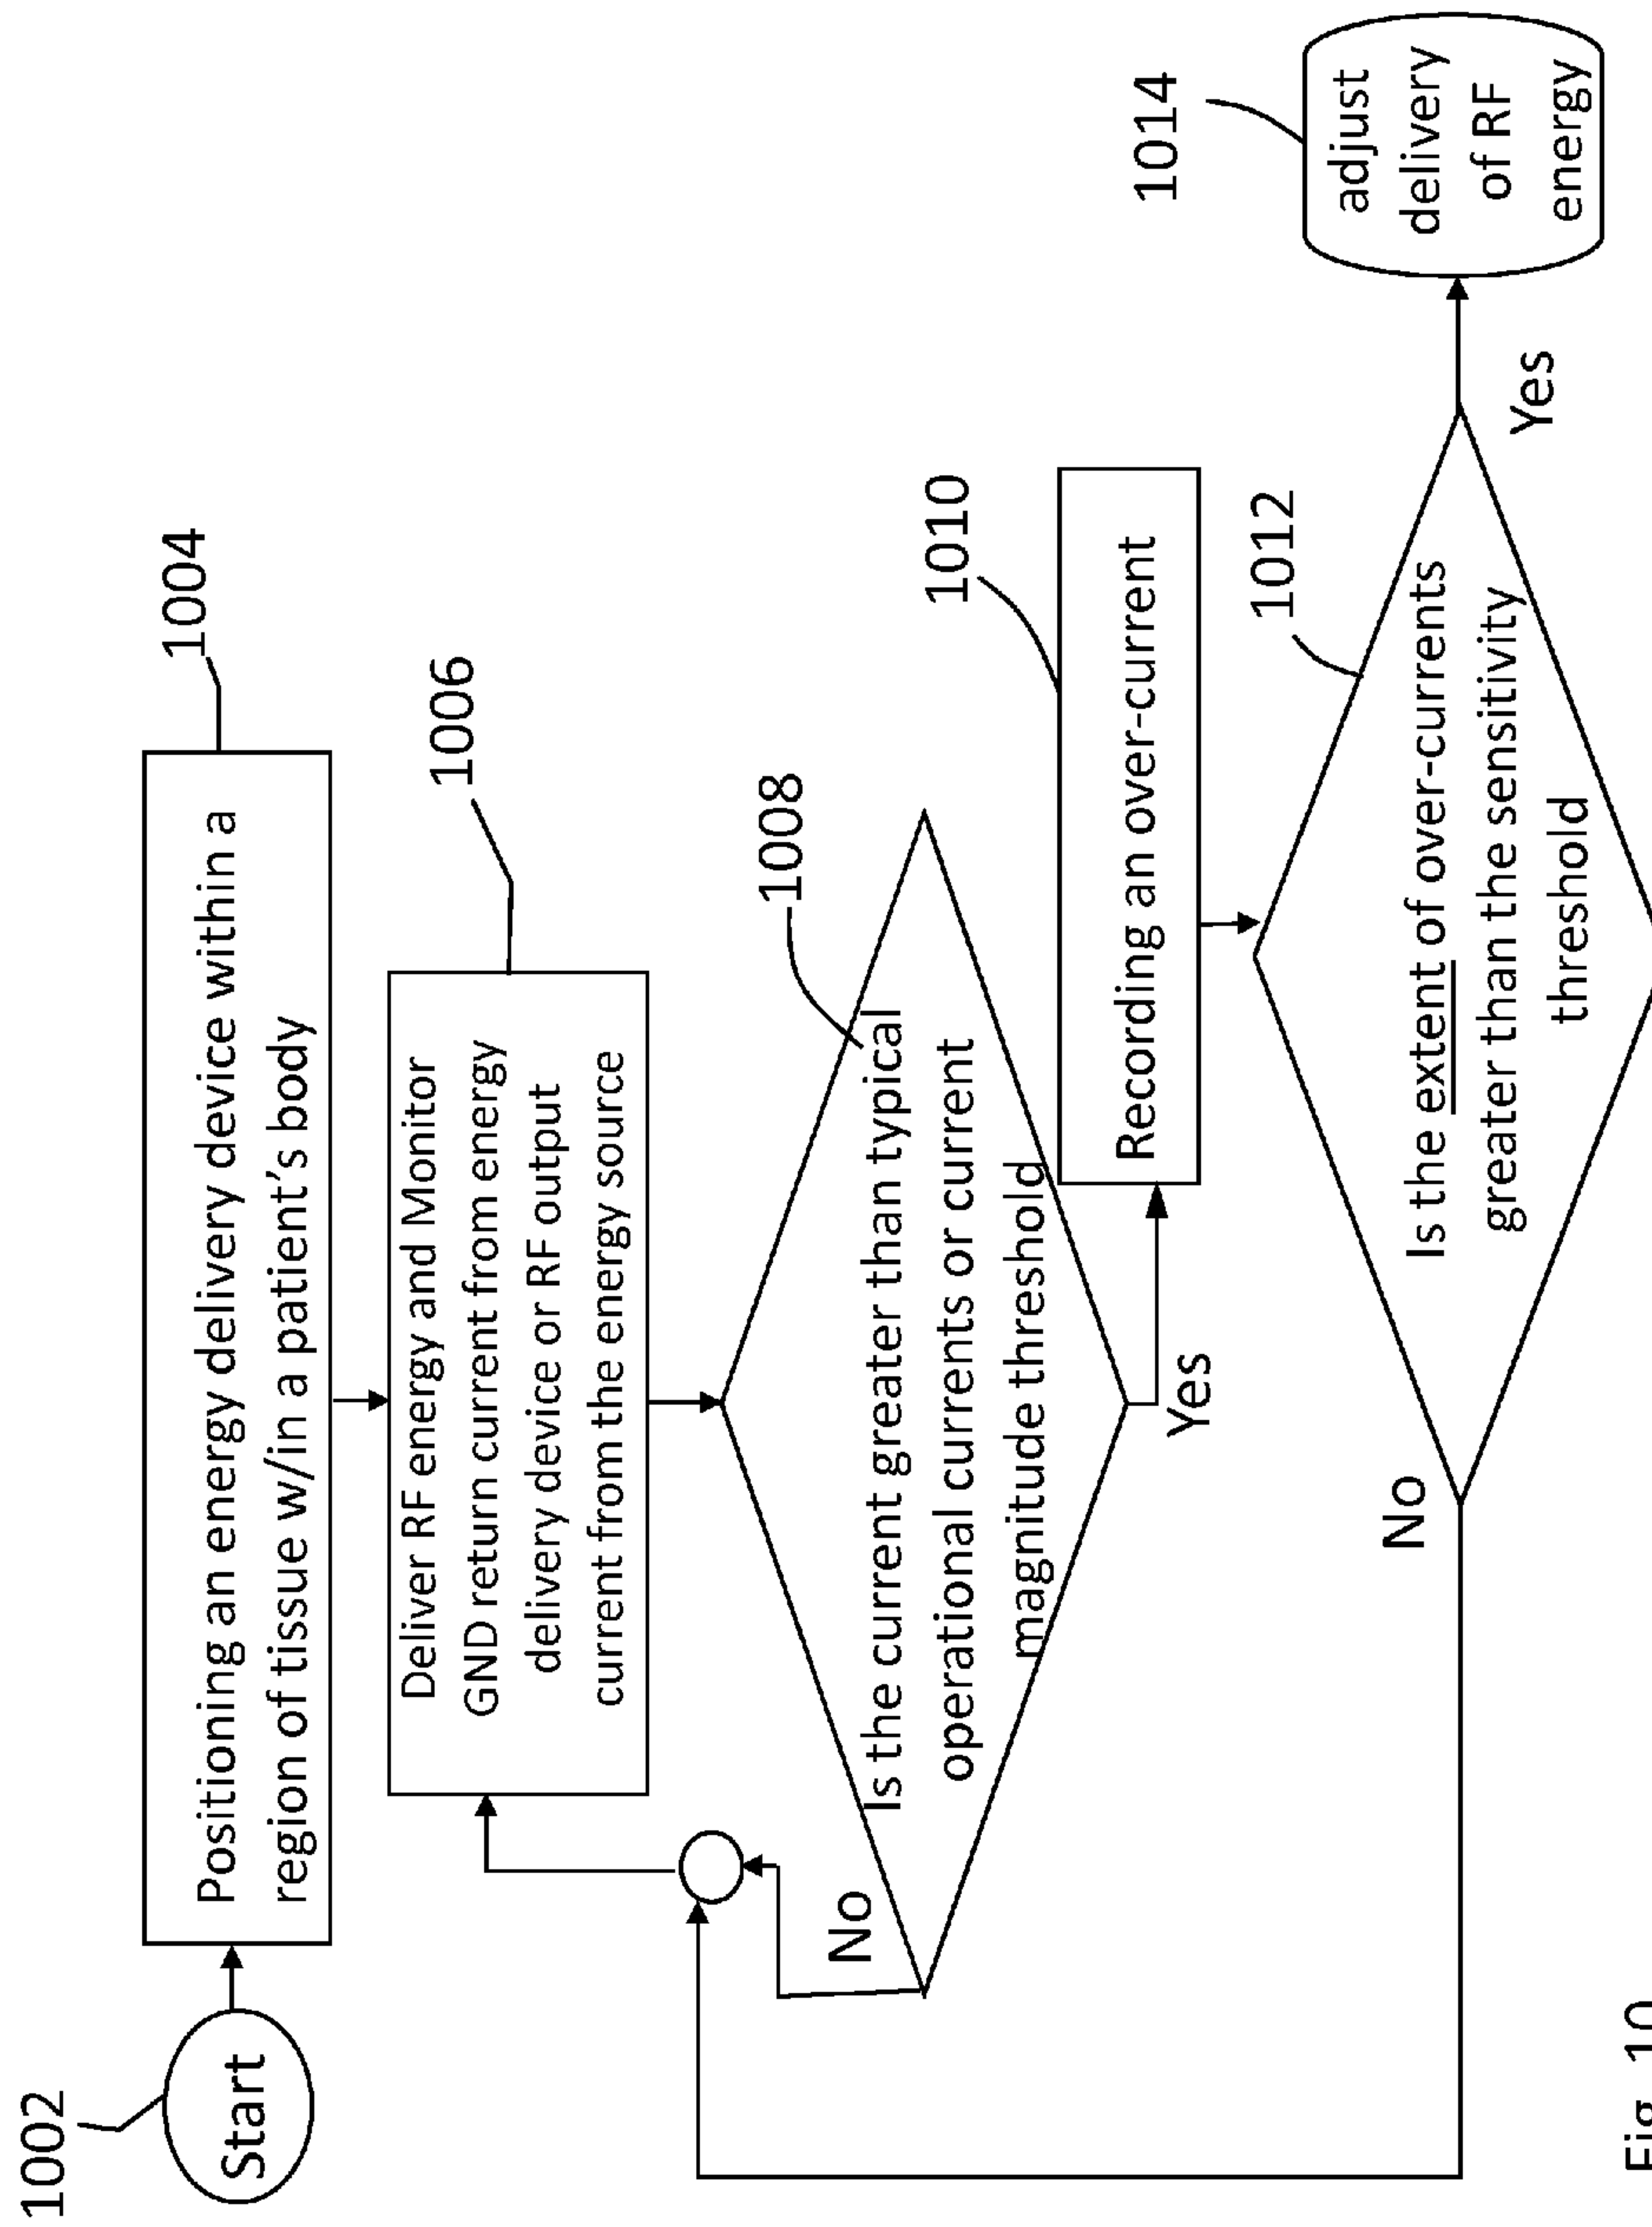 1002
Start
1004
Positioning an energy delivery device within a
region of tissue w/in a patient's body
1006
Deliver RF energy and Monitor
GND return current from energy
delivery device or RF output
current from the energy source
1008
Is the current greater than typical
operational currents or current
magnitude threshold
No
Yes
1010
Recording an over-current
1012
Is the extent of over-currents
greater than the sensitivity
threshold
No
Yes
1014
adjust
delivery
of RF
energy
Fig. 10